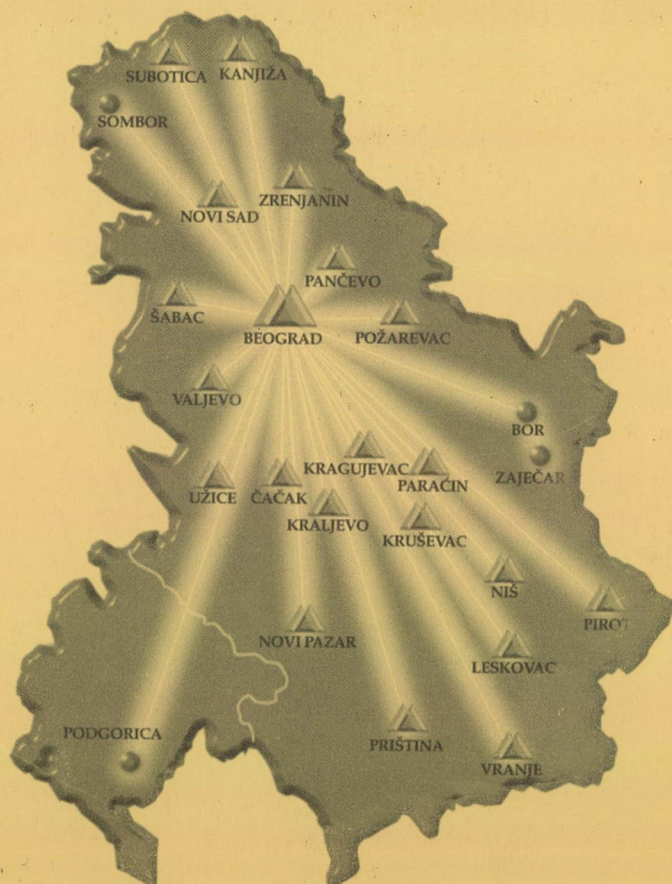 SUBOTICA
KANJIŽA
SOMBOR
ZRENJANIN
NOVI SAD
PANČEVO
ŠABAC
BEOGRAD
POŽAREVAC
VALJEVO
BOR
KRAGUJEVAC
ZAJEČAR
PARAĆIN
UŽICE
ČAČAK
KRALJEVO
KRUŠEVAC
NIŠ
PIROT
NOVI PAZAR
LESKOVAC
PODGORICA
PRIŠTINA
VRANJE